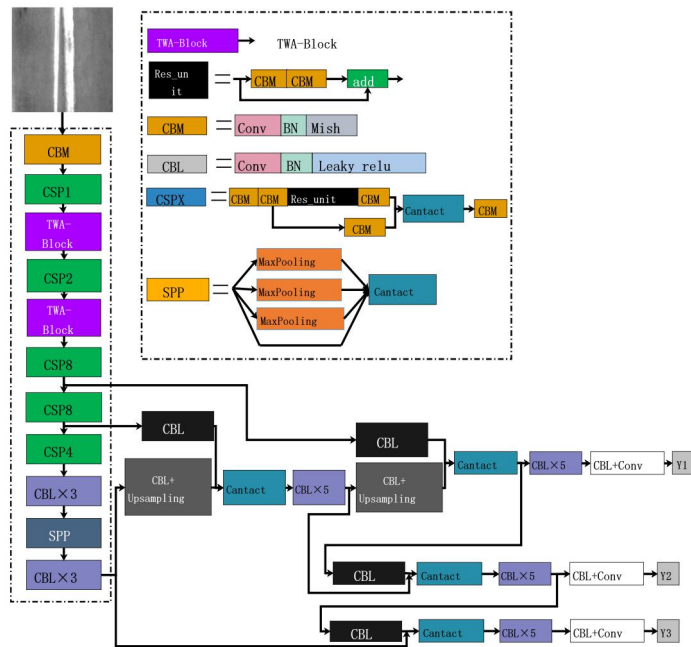 TWA-Block
TWA-Block
Res_un
it
CBM
CBM
add
CBM
Conv
BN
Mish
CBL
Conv
BN
Leaky relu
CSPX
CBM
CBM
Res_unit
CBM
CBM
Cantact
CBM
SPP
MaxPooling
MaxPooling
MaxPooling
Cantact
CBM
CSP1
TWA-
Block
CSP2
TWA-
Block
CSP8
CSP8
CSP4
CBL×3
SPP
CBL×3
CBL
CBL+
Upsampling
Cantact
CBL×5
CBL
CBL+
Upsampling
Cantact
CBL×5
CBL+Conv
Y1
CBL
Cantact
CBL×5
CBL+Conv
Y2
CBL
Cantact
CBL×5
CBL+Conv
Y3